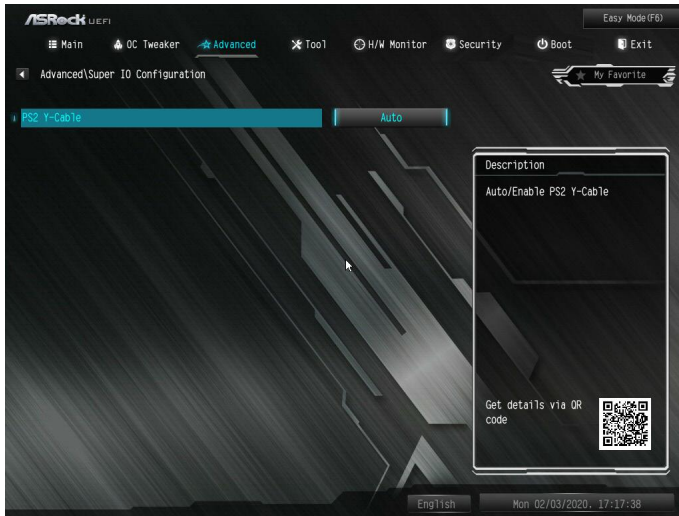 ASRock UEFI
Easy Mode(F6)
Main
OC Tweaker
Advanced
Tool
H/W Monitor
Security
Boot
Exit
Advanced\Super IO Configuration
My Favorite
PS2 Y-Cable
Auto
Description
Auto/Enable PS2 Y-Cable
Get details via QR
code
English
Mon 02/03/2020. 17:17:38